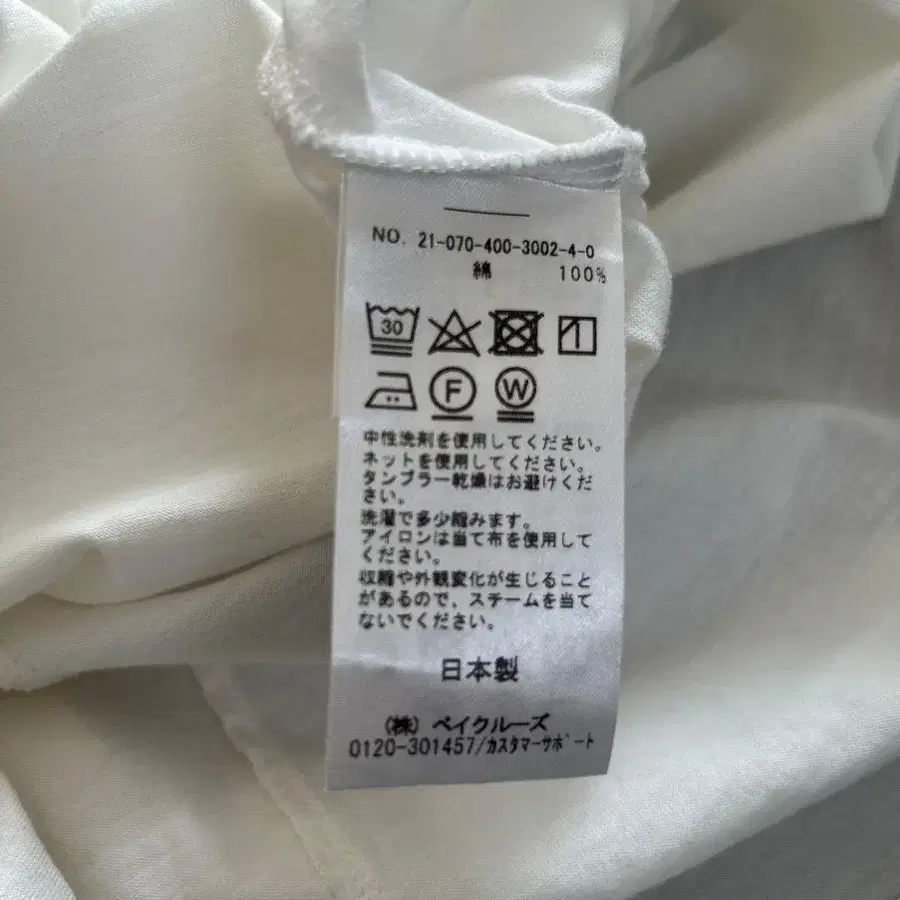 NO. 21-070-400-3002-4-0
綿 100%
30
F W
中性洗剤を使用してください。
ネットを使用してください。
タンブラー乾燥はお避けくだ
さい。
洗濯で多少縮みます。
アイロンは当て布を使用して
ください。
収縮や外観変化が生じること
があるので、スチームを当て
ないでください。
日本製
(株) ベイクルーズ
0120-301457/カスタマーサポート